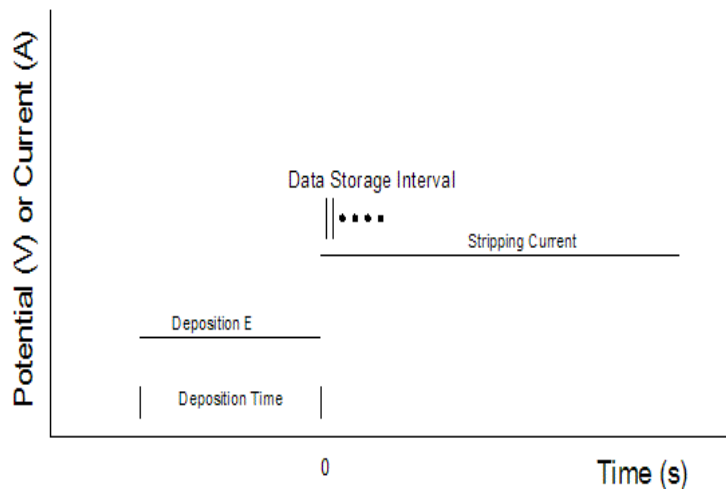 Potential (V) or Current (A)
Data Storage Interval
Stripping Current
Deposition E
Deposition Time
0
Time (s)